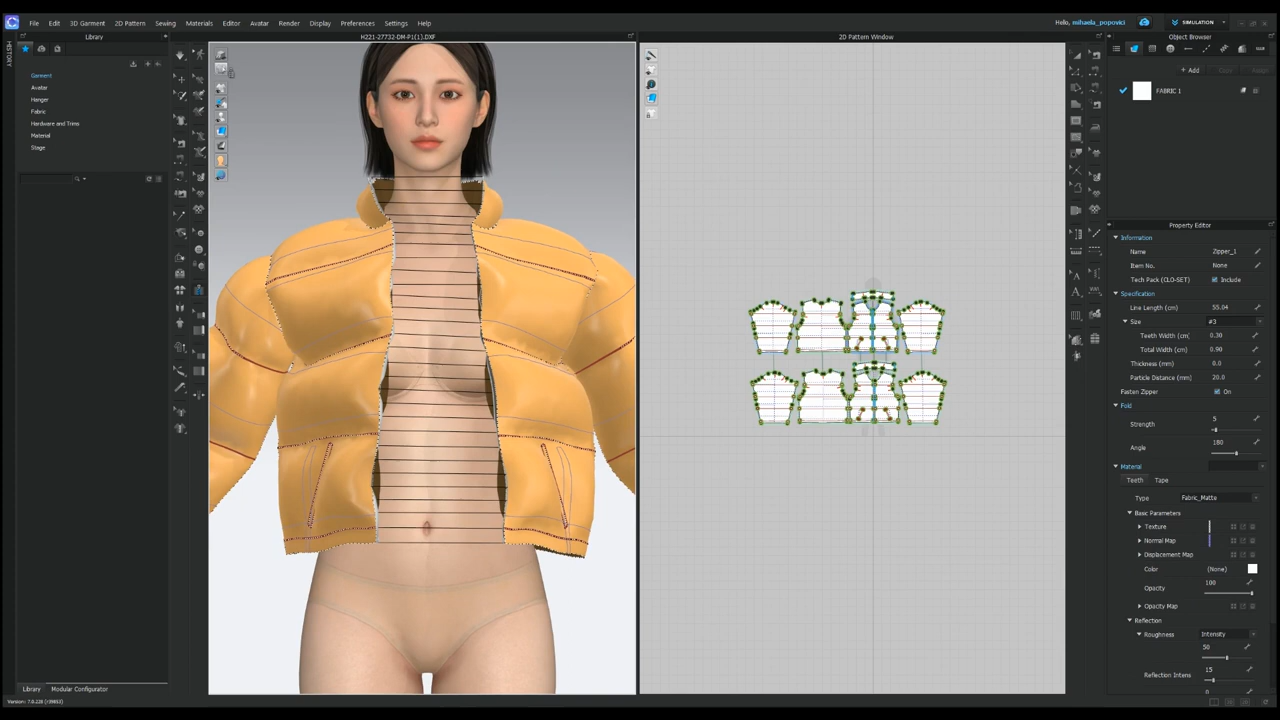 File Edit 3D Garment 2D Pattern Sewing Materials Editor Avatar Render Display Preferences Settings Help
Hello, mihaela_popovici
SIMULATION
HISTORY
Library
H221-27732-DM-P1(1).DXF
2D Pattern Window
Object Browser
Garment
Avatar
Hanger
Fabric
Hardware and Trims
Material
Stage
+ Add
FABRIC 1
Property Editor
Information
Name Zipper_1
Item No. None
Tech Pack (CLO-SET) Include
Specification
Line Length (cm) 55.04
Size #3
Teeth Width (cm) 0.30
Total Width (cm) 0.90
Thickness (mm) 0.0
Particle Distance (mm) 20.0
Fasten Zipper On
Fold
Strength 5
Angle 180
Material
Teeth Tape
Type Fabric_Matte
Basic Parameters
Texture
Normal Map
Displacement Map
Color (None)
Opacity 100
Opacity Map
Reflection
Roughness Intensity
50
Reflection Intens 15
0
Library Modular Configurator